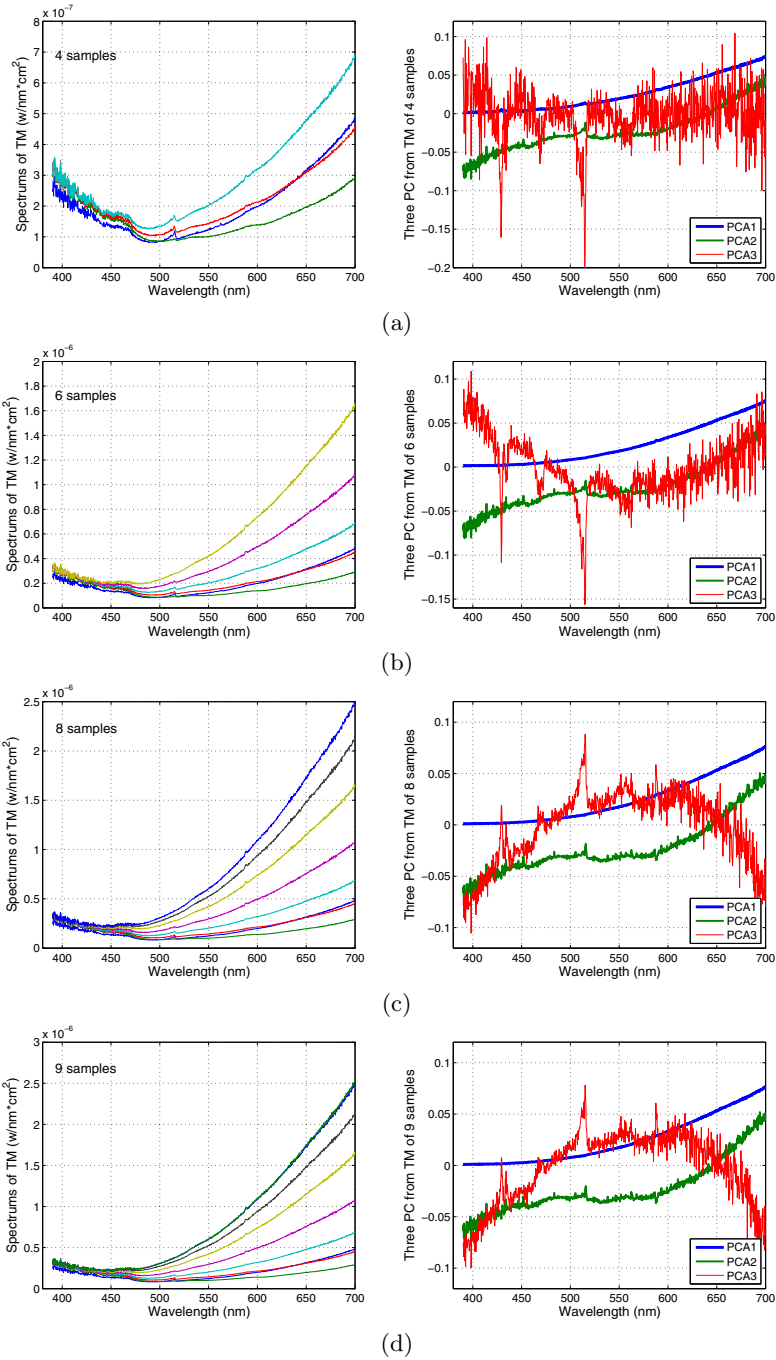 x 10⁻⁷
8
7
6
5
4
3
2
1
0
4 samples
Spectrums of TM (w/nm*cm²)
400 450 500 550 600 650 700
Wavelength (nm)
0.1
0.05
0
−0.05
−0.1
−0.15
−0.2
Three PC from TM of 4 samples
PCA1
PCA2
PCA3
400 450 500 550 600 650 700
Wavelength (nm)
(a)
x 10⁻⁶
2
1.8
1.6
1.4
1.2
1
0.8
0.6
0.4
0.2
0
6 samples
Spectrums of TM (w/nm*cm²)
400 450 500 550 600 650 700
Wavelength (nm)
0.1
0.05
0
−0.05
−0.1
−0.15
Three PC from TM of 6 samples
PCA1
PCA2
PCA3
400 450 500 550 600 650 700
Wavelength (nm)
(b)
x 10⁻⁶
2.5
2
1.5
1
0.5
0
8 samples
Spectrums of TM (w/nm*cm²)
400 450 500 550 600 650 700
Wavelength (nm)
0.1
0.05
0
−0.05
−0.1
Three PC from TM of 8 samples
PCA1
PCA2
PCA3
400 450 500 550 600 650 700
Wavelength (nm)
(c)
x 10⁻⁶
3
2.5
2
1.5
1
0.5
0
9 samples
Spectrums of TM (w/nm*cm²)
400 450 500 550 600 650 700
Wavelength (nm)
0.1
0.05
0
−0.05
−0.1
Three PC from TM of 9 samples
PCA1
PCA2
PCA3
400 450 500 550 600 650 700
Wavelength (nm)
(d)